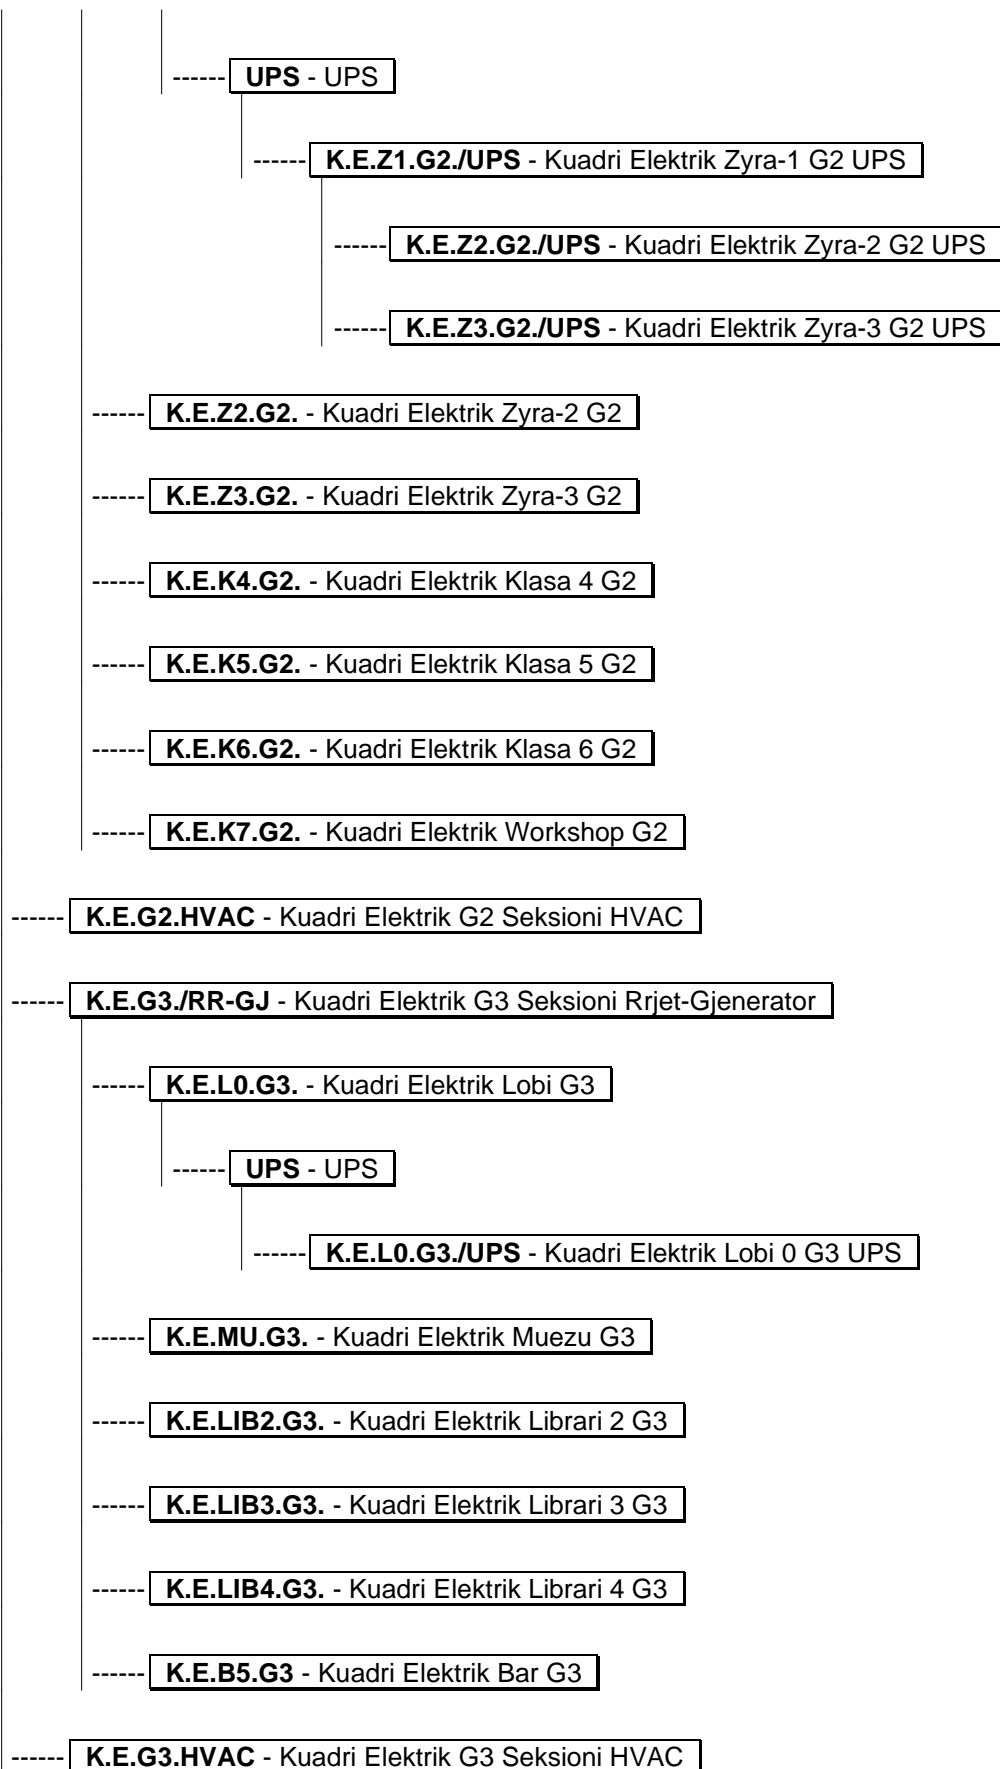 ------ UPS - UPS
------ K.E.Z1.G2./UPS - Kuadri Elektrik Zyra-1 G2 UPS
------ K.E.Z2.G2./UPS - Kuadri Elektrik Zyra-2 G2 UPS
------ K.E.Z3.G2./UPS - Kuadri Elektrik Zyra-3 G2 UPS
------ K.E.Z2.G2. - Kuadri Elektrik Zyra-2 G2
------ K.E.Z3.G2. - Kuadri Elektrik Zyra-3 G2
------ K.E.K4.G2. - Kuadri Elektrik Klasa 4 G2
------ K.E.K5.G2. - Kuadri Elektrik Klasa 5 G2
------ K.E.K6.G2. - Kuadri Elektrik Klasa 6 G2
------ K.E.K7.G2. - Kuadri Elektrik Workshop G2
------ K.E.G2.HVAC - Kuadri Elektrik G2 Seksioni HVAC
------ K.E.G3./RR-GJ - Kuadri Elektrik G3 Seksioni Rrjet-Gjenerator
------ K.E.L0.G3. - Kuadri Elektrik Lobi G3
------ UPS - UPS
------ K.E.L0.G3./UPS - Kuadri Elektrik Lobi 0 G3 UPS
------ K.E.MU.G3. - Kuadri Elektrik Muezu G3
------ K.E.LIB2.G3. - Kuadri Elektrik Librari 2 G3
------ K.E.LIB3.G3. - Kuadri Elektrik Librari 3 G3
------ K.E.LIB4.G3. - Kuadri Elektrik Librari 4 G3
------ K.E.B5.G3 - Kuadri Elektrik Bar G3
------ K.E.G3.HVAC - Kuadri Elektrik G3 Seksioni HVAC